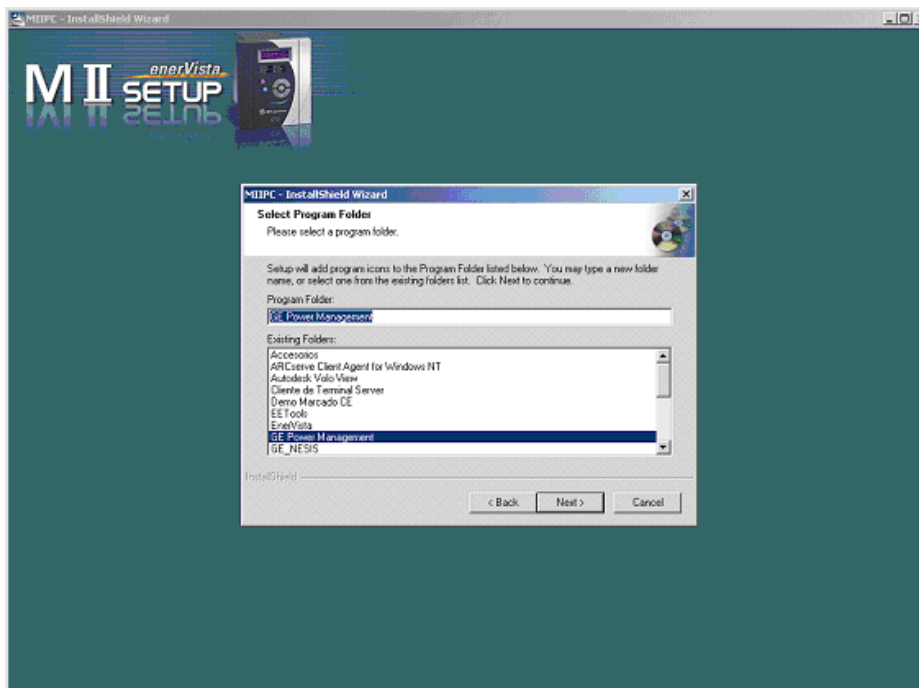 MIIPC - InstallShield Wizard
M II enerVista
SETUP
MIIPC - InstallShield Wizard
Select Program Folder
Please select a program folder.
Setup will add program icons to the Program Folder listed below. You may type a new folder
name, or select one from the existing folders list. Click Next to continue.
Program Folder:
GE Power Management
Existing Folders:
Accesorios
ARCserve Client Agent for Windows NT
Autodesk Volo View
Cliente de Terminal Server
Demo Marcado CE
EETools
EnerVista
GE Power Management
GE_NESIS
InstallShield
< Back
Next >
Cancel